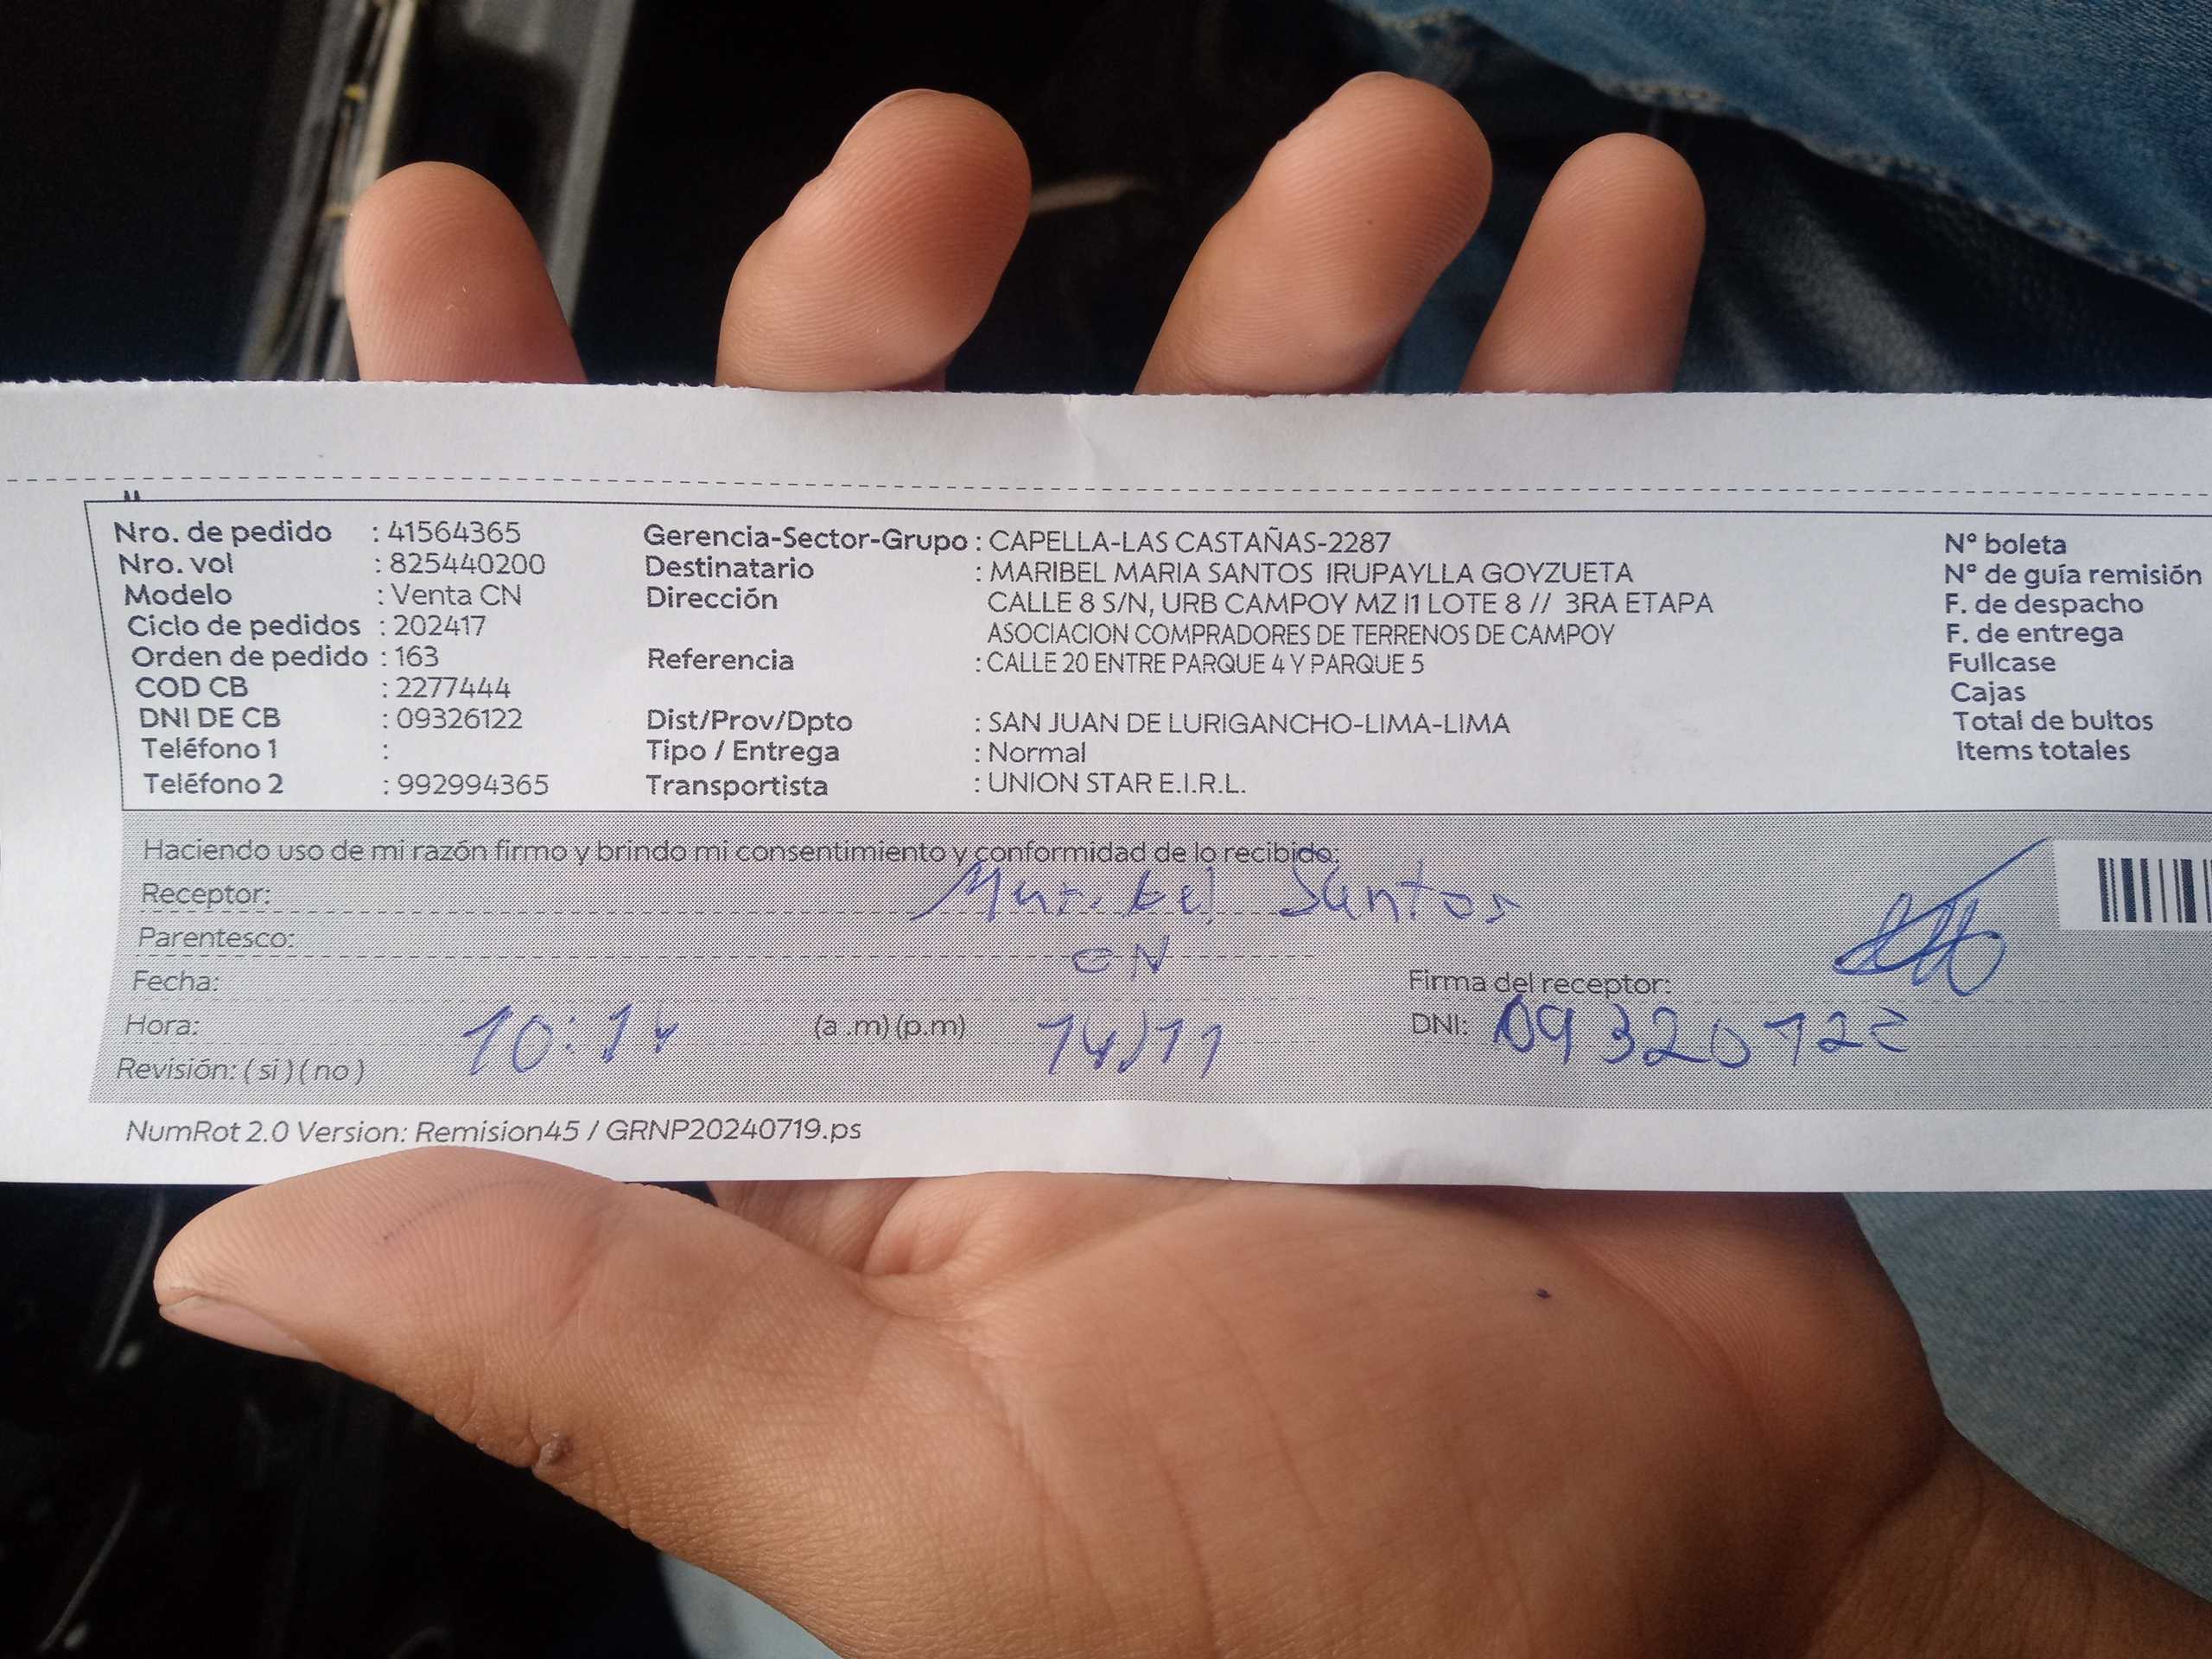 Nro. de pedido : 41564365
Nro. vol : 825440200
Modelo : Venta CN
Ciclo de pedidos : 202417
Orden de pedido : 163
COD CB : 2277444
DNI DE CB : 09326122
Teléfono 1 :
Teléfono 2 : 992994365
Gerencia-Sector-Grupo : CAPELLA-LAS CASTAÑAS-2287
Destinatario : MARIBEL MARIA SANTOS IRUPAYLLA GOYZUETA
Dirección CALLE 8 S/N, URB CAMPOY MZ I1 LOTE 8 // 3RA ETAPA
ASOCIACION COMPRADORES DE TERRENOS DE CAMPOY
Referencia : CALLE 20 ENTRE PARQUE 4 Y PARQUE 5
Dist/Prov/Dpto : SAN JUAN DE LURIGANCHO-LIMA-LIMA
Tipo / Entrega : Normal
Transportista : UNION STAR E.I.R.L.
N° boleta
N° de guía remisión
F. de despacho
F. de entrega
Fullcase
Cajas
Total de bultos
Items totales
Haciendo uso de mi razón firmo y brindo mi consentimiento y conformidad de lo recibido:
Receptor: Maribel Santos
Parentesco: CN
Fecha: Firma del receptor:
Hora: 10:14 (a .m) (p.m) 14/11 DNI:
Revisión: ( si ) ( no )
NumRot 2.0 Version: Remision45 / GRNP20240719.ps